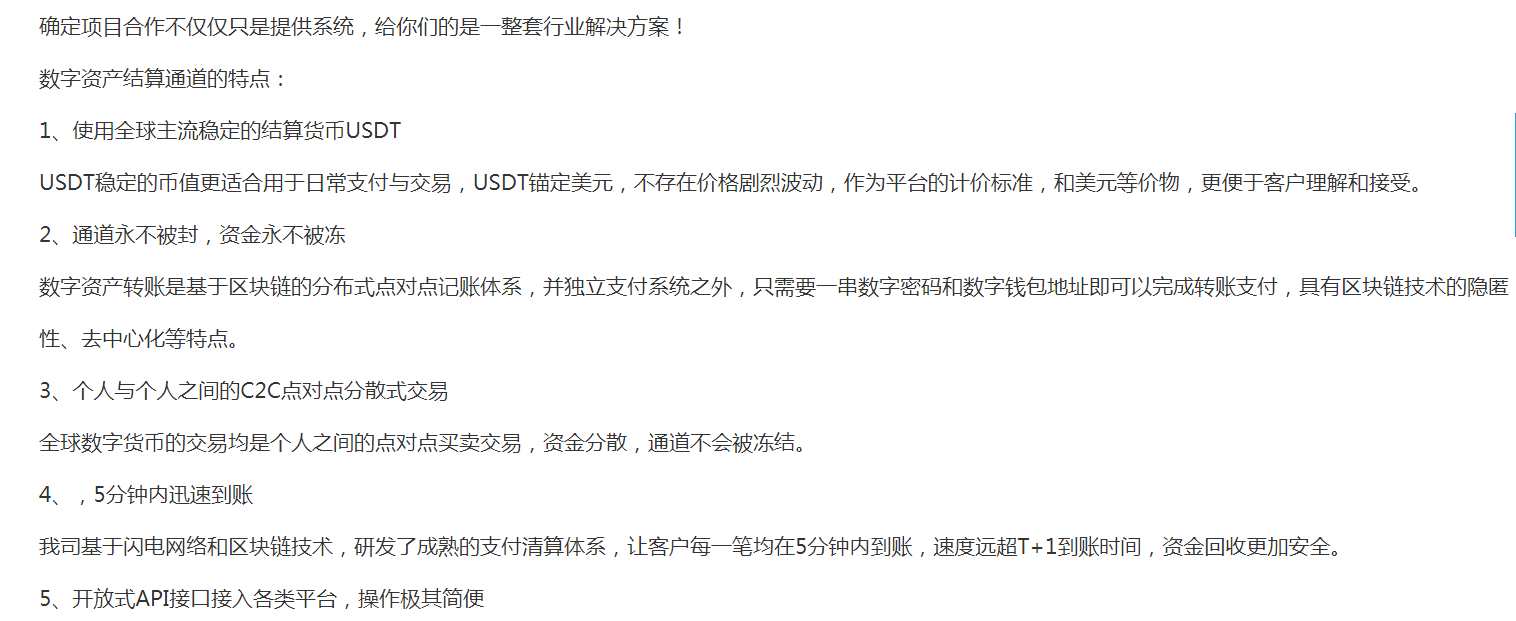 确定项目合作不仅仅只是提供系统，给你们的是一整套行业解决方案！
数字资产结算通道的特点：
1、使用全球主流稳定的结算货币USDT
USDT稳定的币值更适合用于日常支付与交易，USDT锚定美元，不存在价格剧烈波动，作为平台的计价标准，和美元等价物，更便于客户理解和接受。
2、通道永不被封，资金永不被冻
数字资产转账是基于区块链的分布式点对点记账体系，并独立支付系统之外，只需要一串数字密码和数字钱包地址即可以完成转账支付，具有区块链技术的隐匿
性、去中心化等特点。
3、个人与个人之间的C2C点对点分散式交易
全球数字货币的交易均是个人之间的点对点买卖交易，资金分散，通道不会被冻结。
4、，5分钟内迅速到账
我司基于闪电网络和区块链技术，研发了成熟的支付清算体系，让客户每一笔均在5分钟内到账，速度远超T+1到账时间，资金回收更加安全。
5、开放式API接口接入各类平台，操作极其简便